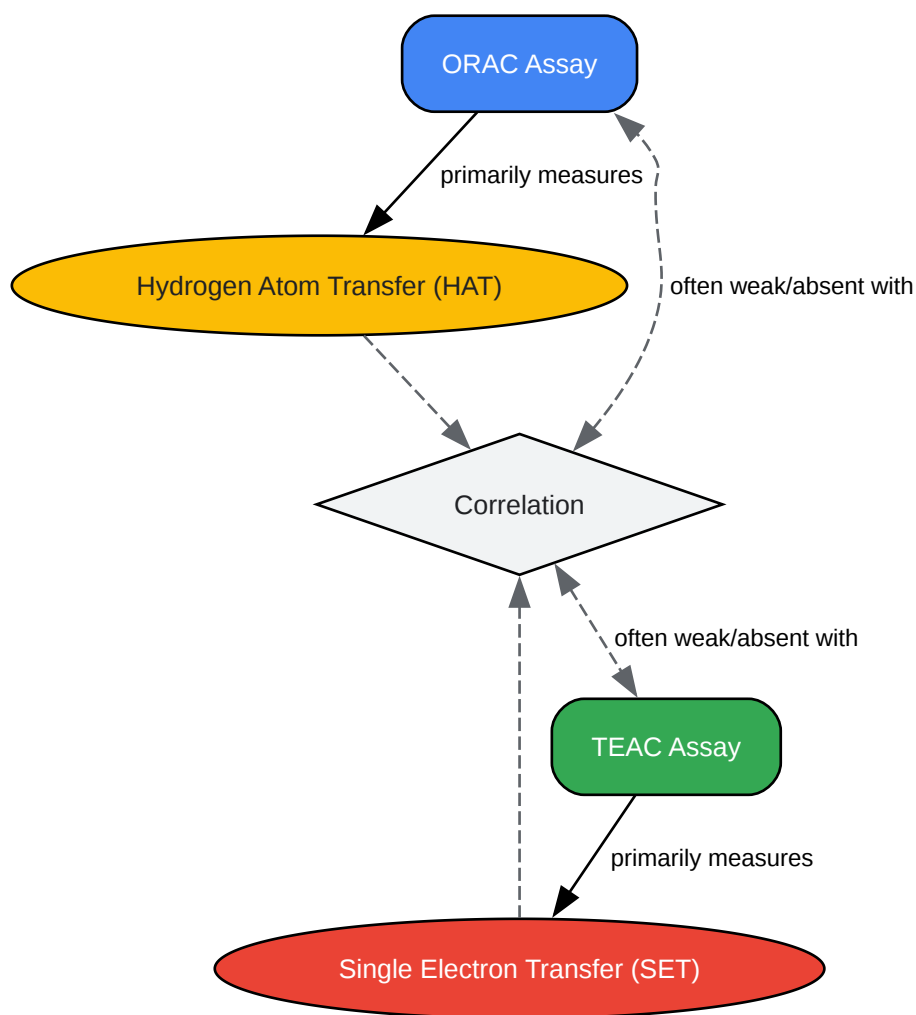 ORAC Assay
primarily measures
Hydrogen Atom Transfer (HAT)
often weak/absent with
Correlation
often weak/absent with
TEAC Assay
primarily measures
Single Electron Transfer (SET)